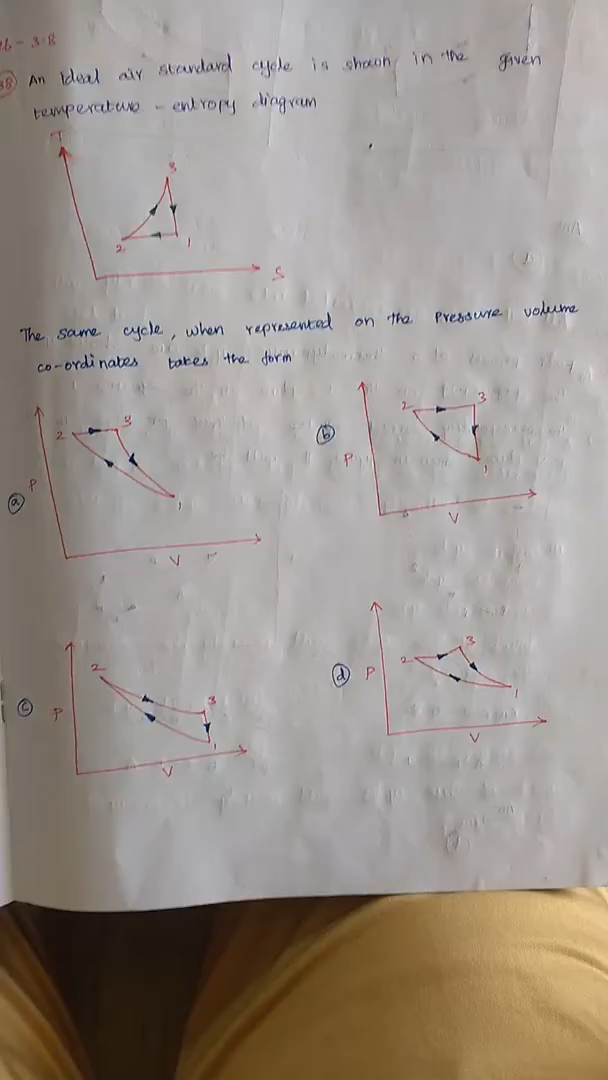 An ideal air standard cycle is shown in the given
temperature - entropy diagram
T
3
2
1
S
The same cycle, when represented on the pressure volume
co-ordinates takes the form
(a)
P
2
3
1
V
(b)
P
2
3
1
V
(c)
P
2
3
1
V
(d)
P
2
3
1
V